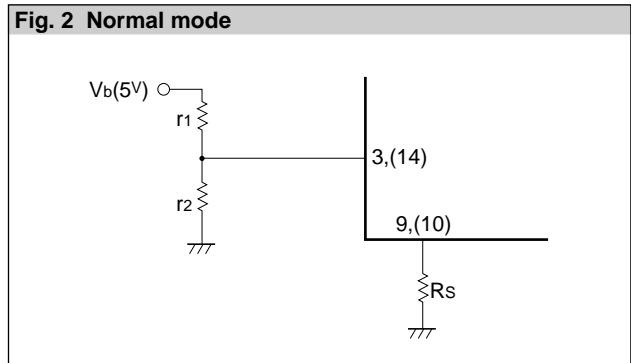 Fig. 2 Normal mode
Vb(5V)
r1
3,(14)
r2
9,(10)
RS